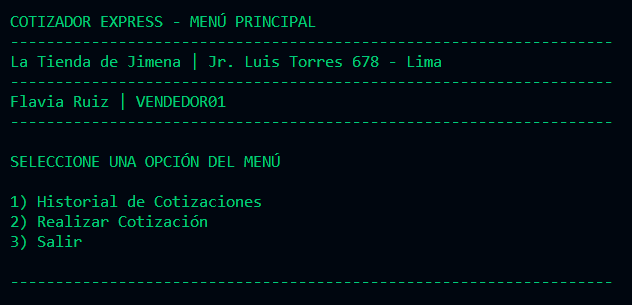 COTIZADOR EXPRESS - MENÚ PRINCIPAL
-------------------------------------------------------------------
La Tienda de Jimena | Jr. Luis Torres 678 - Lima
-------------------------------------------------------------------
Flavia Ruiz | VENDEDOR01
-------------------------------------------------------------------
SELECCIONE UNA OPCIÓN DEL MENÚ
1) Historial de Cotizaciones
2) Realizar Cotización
3) Salir
-------------------------------------------------------------------